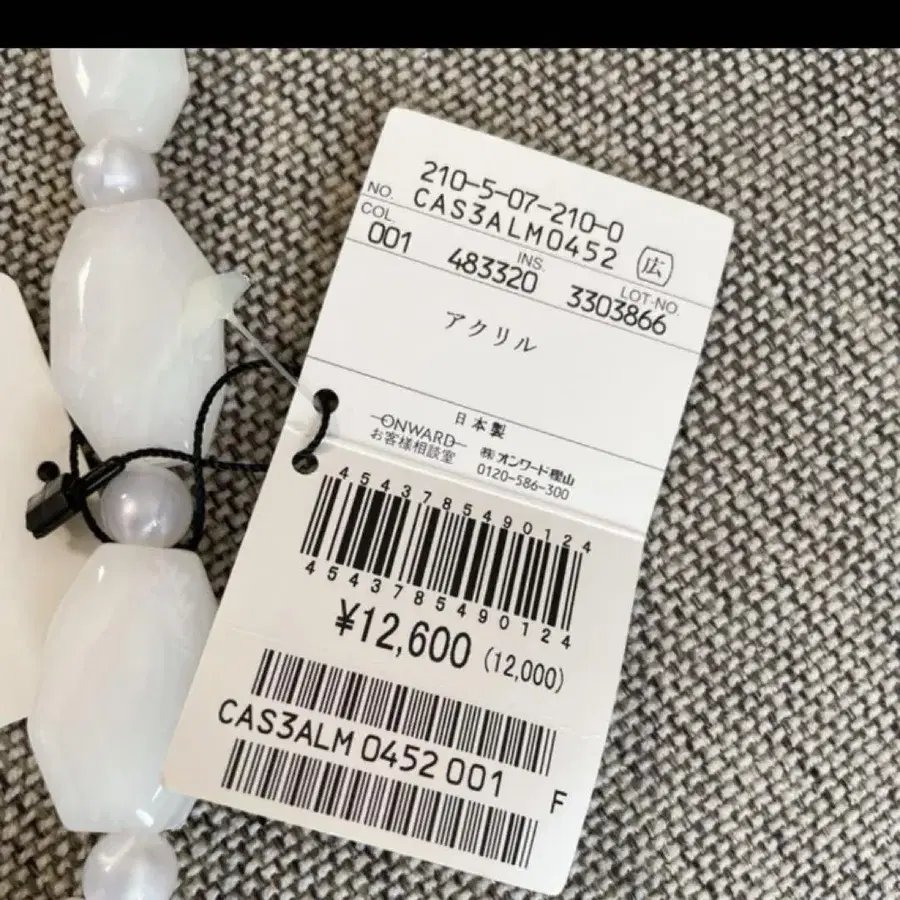 210-5-07-210-0
NO. CAS3ALM0452 広
COL. INS. LOT-NO.
001 483320 3303866
アクリル
日本製
ONWARD ㈱オンワード樫山
お客様相談室 0120-586-300
4543785490124
4543785490124
¥12,600 (12,000)
CAS3ALM 0452 001
F